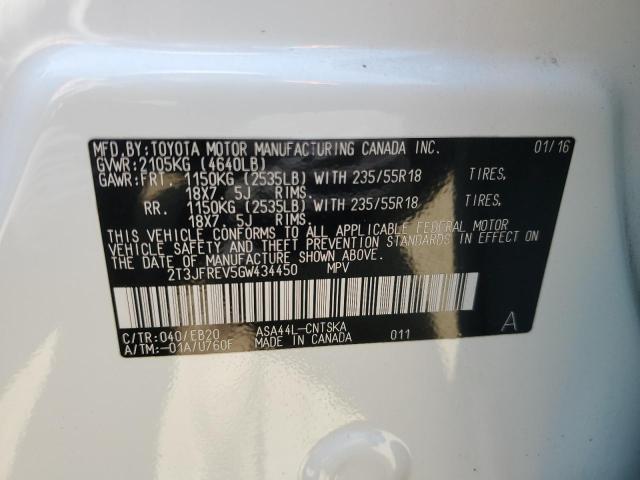 MFD.BY:TOYOTA MOTOR MANUFACTURING CANADA INC. 01/16
GVWR:2105KG (4640LB)
GAWR:FRT. 1150KG (2535LB) WITH 235/55R18 TIRES,
18X7.5J RIMS.
RR. 1150KG (2535LB) WITH 235/55R18 TIRES,
18X7.5J RIMS.
THIS VEHICLE CONFORMS TO ALL APPLICABLE FEDERAL MOTOR
VEHICLE SAFETY AND THEFT PREVENTION STANDARDS IN EFFECT ON
THE DATE OF MANUFACTURE SHOWN ABOVE.
2T3JFREV5GW434450 MPV
C/TR:040/EB20 ASA44L-CNTSKA A
A/TM:-01A/U760F MADE IN CANADA 011